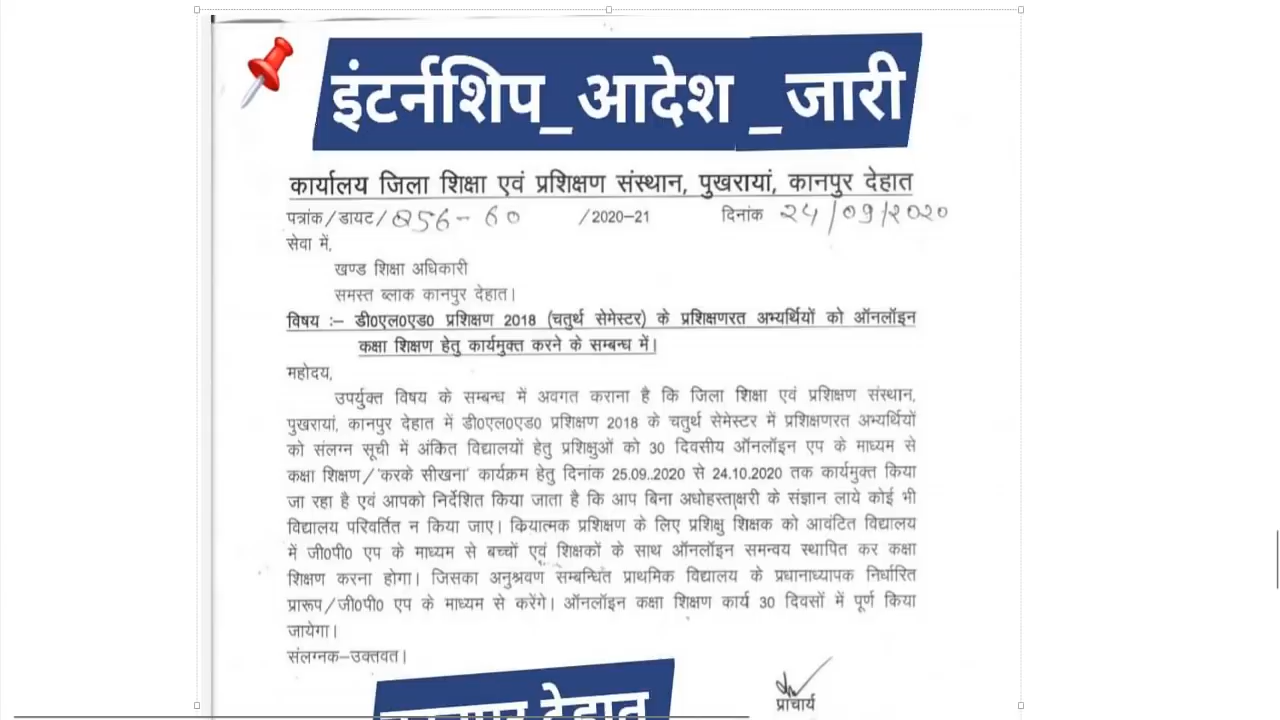 इंटर्नशिप_आदेश_जारी
कार्यालय जिला शिक्षा एवं प्रशिक्षण संस्थान, पुखरायां, कानपुर देहात
पत्रांक/डायट/ 856-60 /2020-21 दिनांक 24/09/2020
सेवा में,
खण्ड शिक्षा अधिकारी
समस्त ब्लाक कानपुर देहात।
विषय :- डी0एल0एड0 प्रशिक्षण 2018 (चतुर्थ सेमेस्टर) के प्रशिक्षणरत अभ्यर्थियों को ऑनलॉइन
कक्षा शिक्षण हेतु कार्यमुक्त करने के सम्बन्ध में।
महोदय,
उपर्युक्त विषय के सम्बन्ध में अवगत कराना है कि जिला शिक्षा एवं प्रशिक्षण संस्थान,
पुखरायां, कानपुर देहात में डी0एल0एड0 प्रशिक्षण 2018 के चतुर्थ सेमेस्टर में प्रशिक्षणरत अभ्यर्थियों
को संलग्न सूची में अंकित विद्यालयों हेतु प्रशिक्षुओं को 30 दिवसीय ऑनलॉइन एप के माध्यम से
कक्षा शिक्षण/'करके सीखना' कार्यक्रम हेतु दिनांक 25.09..2020 से 24.10.2020 तक कार्यमुक्त किया
जा रहा है एवं आपको निर्देशित किया जाता है कि आप बिना अधोहस्ताक्षरी के संज्ञान लाये कोई भी
विद्यालय परिवर्तित न किया जाए। क्रियात्मक प्रशिक्षण के लिए प्रशिक्षु शिक्षक को आवंटित विद्यालय
में जी0पी0 एप के माध्यम से बच्चों एवं शिक्षकों के साथ ऑनलॉइन समन्वय स्थापित कर कक्षा
शिक्षण करना होगा। जिसका अनुश्रवण सम्बन्धित प्राथमिक विद्यालय के प्रधानाध्यापक निर्धारित
प्रारूप/जी0पी0 एप के माध्यम से करेंगे। ऑनलॉइन कक्षा शिक्षण कार्य 30 दिवसों में पूर्ण किया
जायेगा।
संलग्नक-उक्तवत।
प्राचार्य
देहात